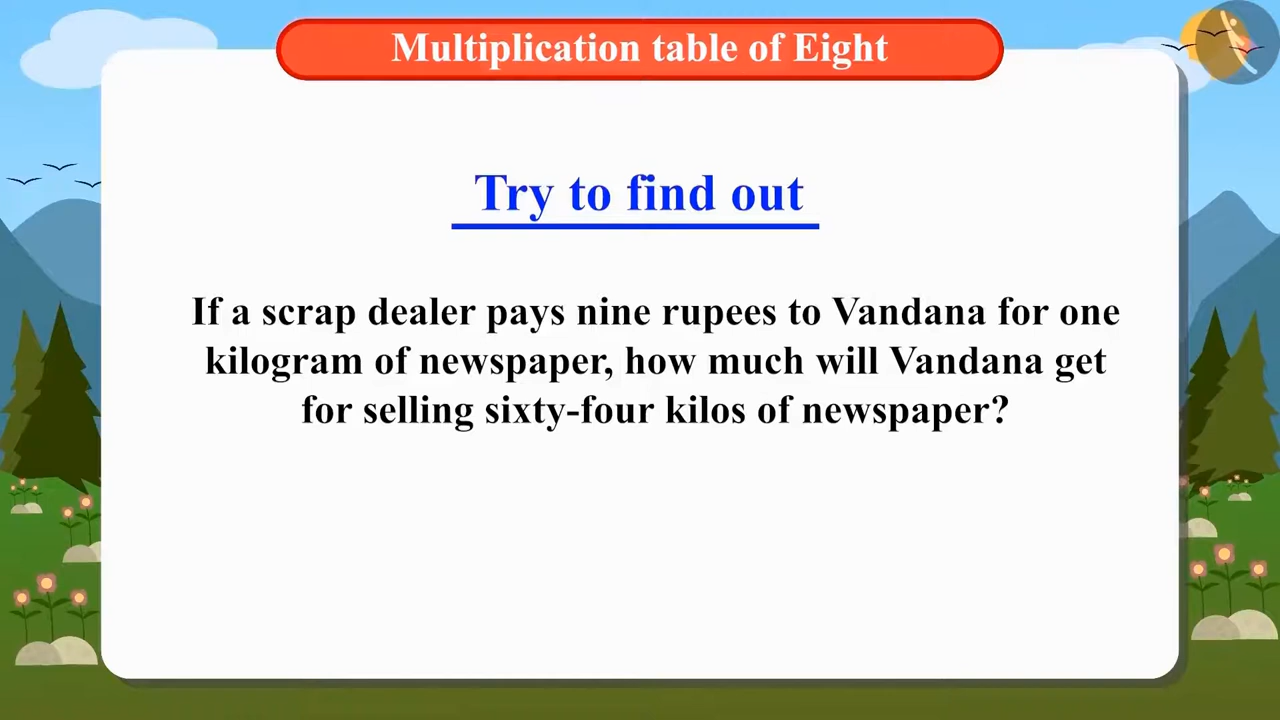 Multiplication table of Eight
Try to find out
If a scrap dealer pays nine rupees to Vandana for one
kilogram of newspaper, how much will Vandana get
for selling sixty-four kilos of newspaper?